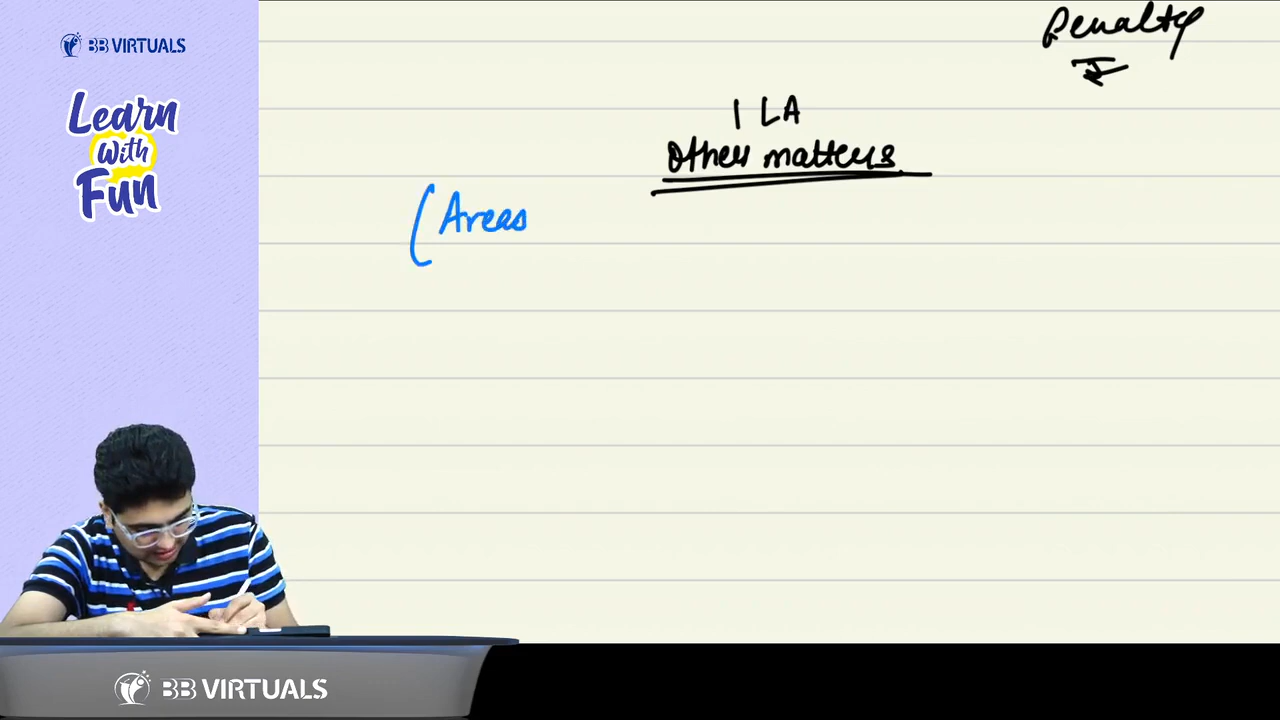 BB VIRTUALS
Learn
With
Fun
Penalty
I
1 LA
Other matters
(Areas
BB VIRTUALS